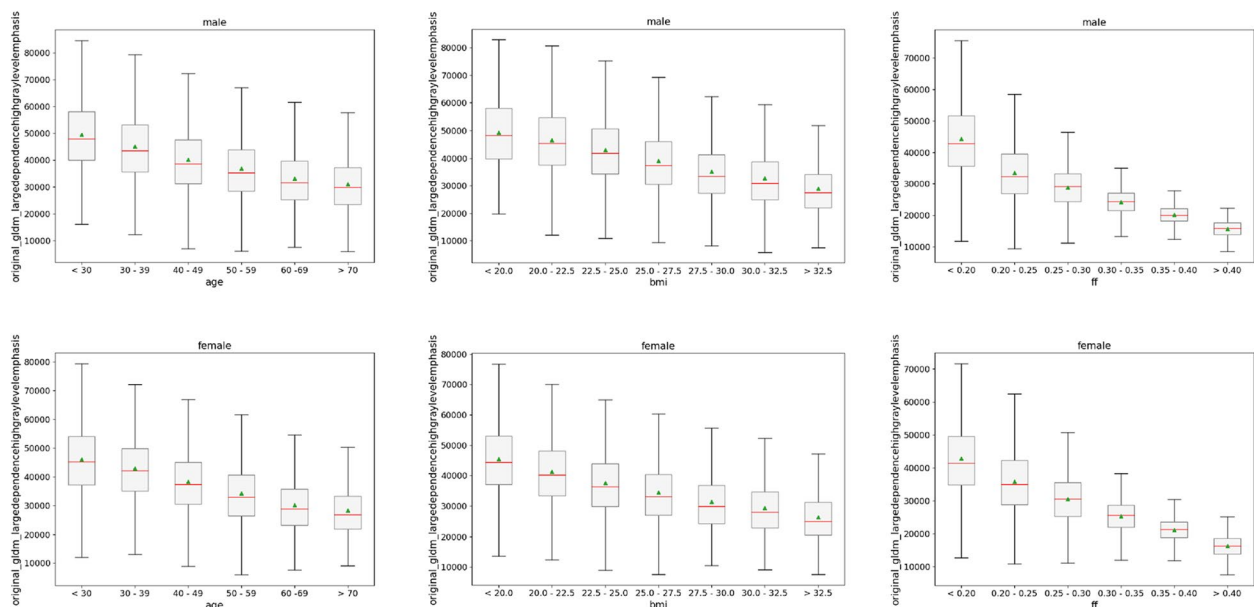 male
original_gldm_largedependencehighgraylevelemphasis
80000
70000
60000
50000
40000
30000
20000
10000
< 30
30 - 39
40 - 49
50 - 59
60 -69
> 70
age
male
original_gldm_largedependencehighgraylevelemphasis
80000
70000
60000
50000
40000
30000
20000
10000
< 20.0
20.0 - 22.5
22.5 - 25.0
25.0 - 27.5
27.5 - 30.0
30.0 - 32.5
> 32.5
bmi
male
original_gldm_largedependencehighgraylevelemphasis
70000
60000
50000
40000
30000
20000
10000
< 0.20
0.20 - 0.25
0.25 - 0.30
0.30 - 0.35
0.35 - 0.40
> 0.40
ff
female
original_gldm_largedependencehighgraylevelemphasis
80000
70000
60000
50000
40000
30000
20000
10000
< 30
30 - 39
40 - 49
50 - 59
60 -69
> 70
age
female
original_gldm_largedependencehighgraylevelemphasis
80000
70000
60000
50000
40000
30000
20000
10000
< 20.0
20.0 - 22.5
22.5 - 25.0
25.0 - 27.5
27.5 - 30.0
30.0 - 32.5
> 32.5
bmi
female
original_gldm_largedependencehighgraylevelemphasis
70000
60000
50000
40000
30000
20000
10000
< 0.20
0.20 - 0.25
0.25 - 0.30
0.30 - 0.35
0.35 - 0.40
> 0.40
ff